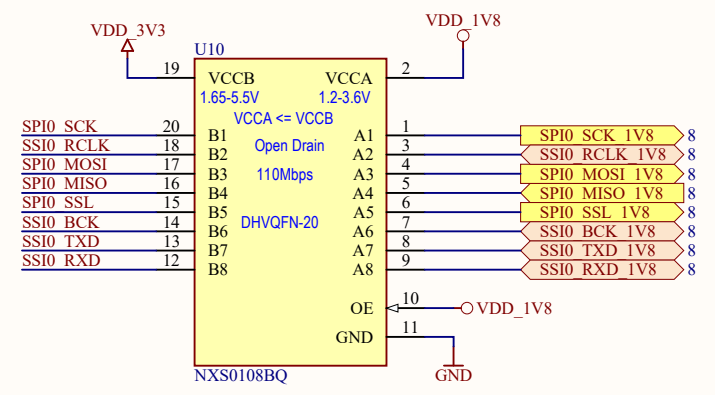 VDD_3V3
VDD_1V8
U10
19 VCCB VCCA 2
1.65-5.5V 1.2-3.6V
VCCA <= VCCB
SPI0_SCK 20 B1 A1 1 SPI0_SCK_1V8 8
SSI0_RCLK 18 B2 Open Drain A2 3 SSI0_RCLK_1V8 8
SPI0_MOSI 17 B3 110Mbps A3 4 SPI0_MOSI_1V8 8
SPI0_MISO 16 B4 A4 5 SPI0_MISO_1V8 8
SPI0_SSL 15 B5 A5 6 SPI0_SSL_1V8 8
SSI0_BCK 14 B6 DHVQFN-20 A6 7 SSI0_BCK_1V8 8
SSI0_TXD 13 B7 A7 8 SSI0_TXD_1V8 8
SSI0_RXD 12 B8 A8 9 SSI0_RXD_1V8 8
OE 10 VDD_1V8
GND 11
NXS0108BQ
GND